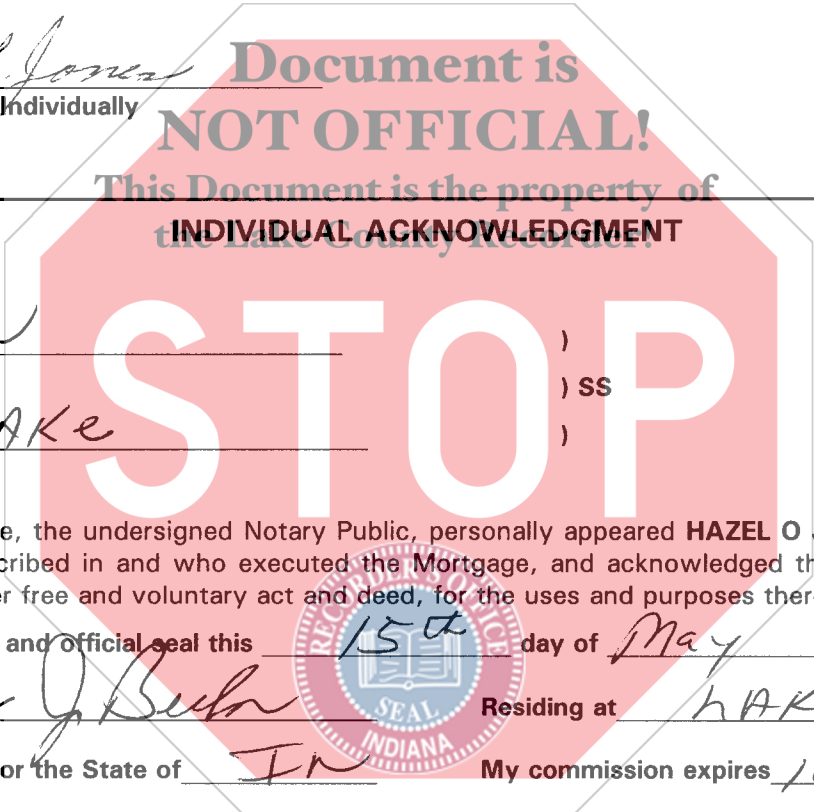 Jones
Document is
Individually
NOT OFFICIAL!
This Document is the property of
INDIVIDUAL ACKNOWLEDGMENT
the Lake County Recorder!
)
) SS
AKe
)
STOP
e, the undersigned Notary Public, personally appeared HAZEL O
cribed in and who executed the Mortgage, and acknowledged th
r free and voluntary act and deed, for the uses and purposes ther
and official seal this 15th day of May
J Residing at LAK
or the State of IN My commission expires
RECORDER'S OFFICE
SEAL
INDIANA